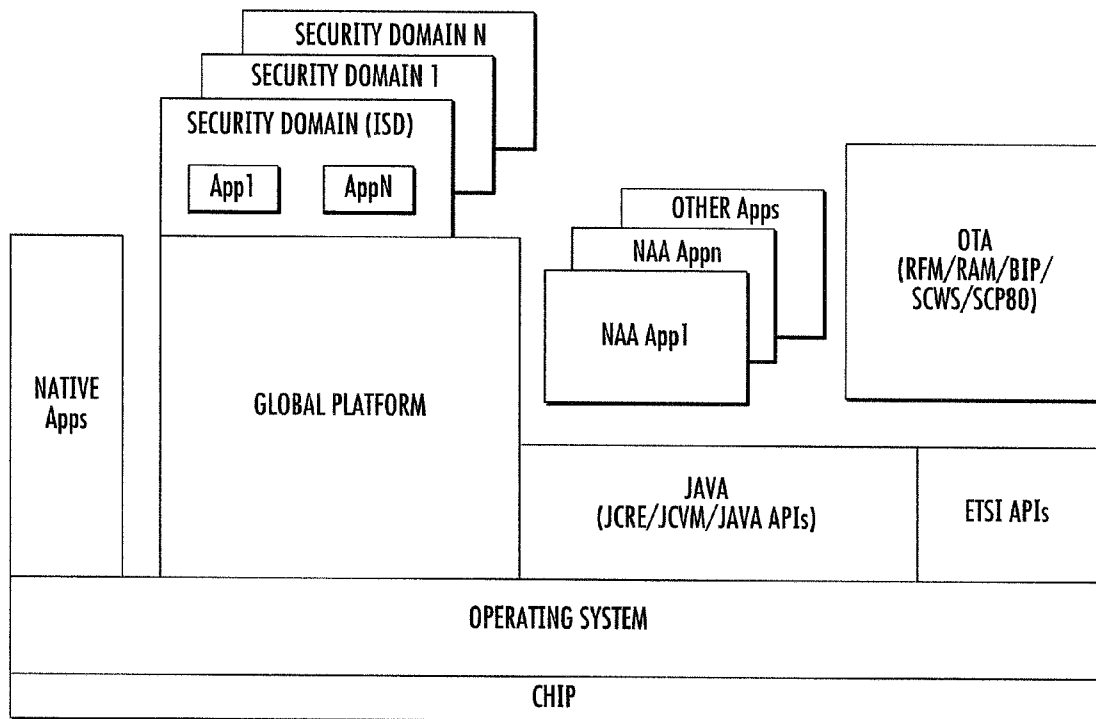 SECURITY DOMAIN N
SECURITY DOMAIN 1
SECURITY DOMAIN (ISD)
App1
AppN
OTHER Apps
NAA Appn
NAA App1
OTA
(RFM/RAM/BIP/
SCWS/SCP80)
NATIVE
Apps
GLOBAL PLATFORM
JAVA
(JCRE/JCVM/JAVA APIs)
ETSI APIs
OPERATING SYSTEM
CHIP